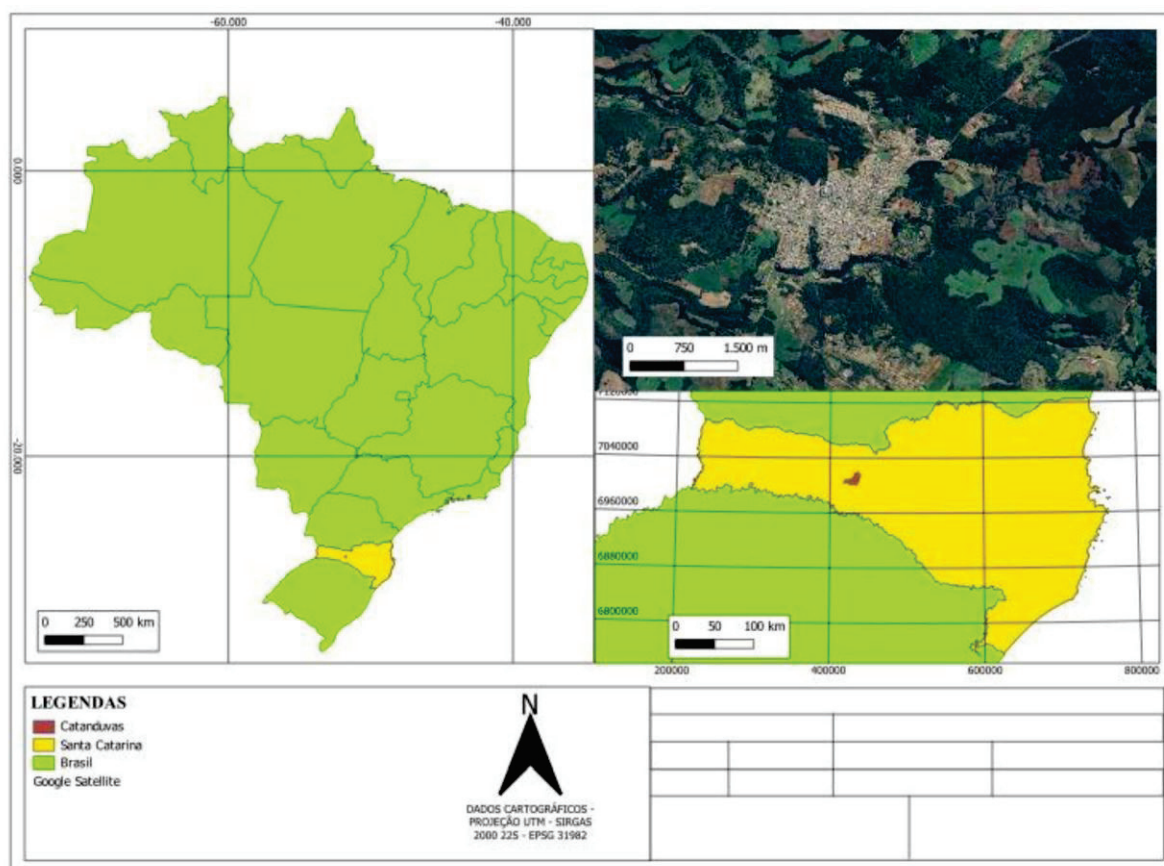 -60.000
-40.000
0.000
-20.000
0 250 500 km
0 750 1.500 m
7120000
7040000
6960000
6880000
6800000
0 50 100 km
200000 400000 600000 800000
LEGENDAS
Catanduvas
Santa Catarina
Brasil
Google Satellite
N
DADOS CARTOGRÁFICOS -
PROJEÇÃO UTM - SIRGAS
2000 22S - EPSG 31982